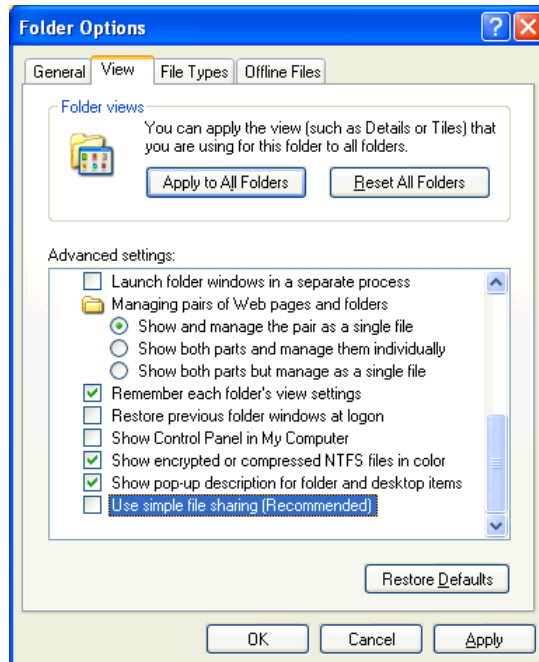 Folder Options
General View File Types Offline Files
Folder views
You can apply the view (such as Details or Tiles) that
you are using for this folder to all folders.
Apply to All Folders Reset All Folders
Advanced settings:
Launch folder windows in a separate process
Managing pairs of Web pages and folders
Show and manage the pair as a single file
Show both parts and manage them individually
Show both parts but manage as a single file
Remember each folder's view settings
Restore previous folder windows at logon
Show Control Panel in My Computer
Show encrypted or compressed NTFS files in color
Show pop-up description for folder and desktop items
Use simple file sharing (Recommended)
Restore Defaults
OK Cancel Apply